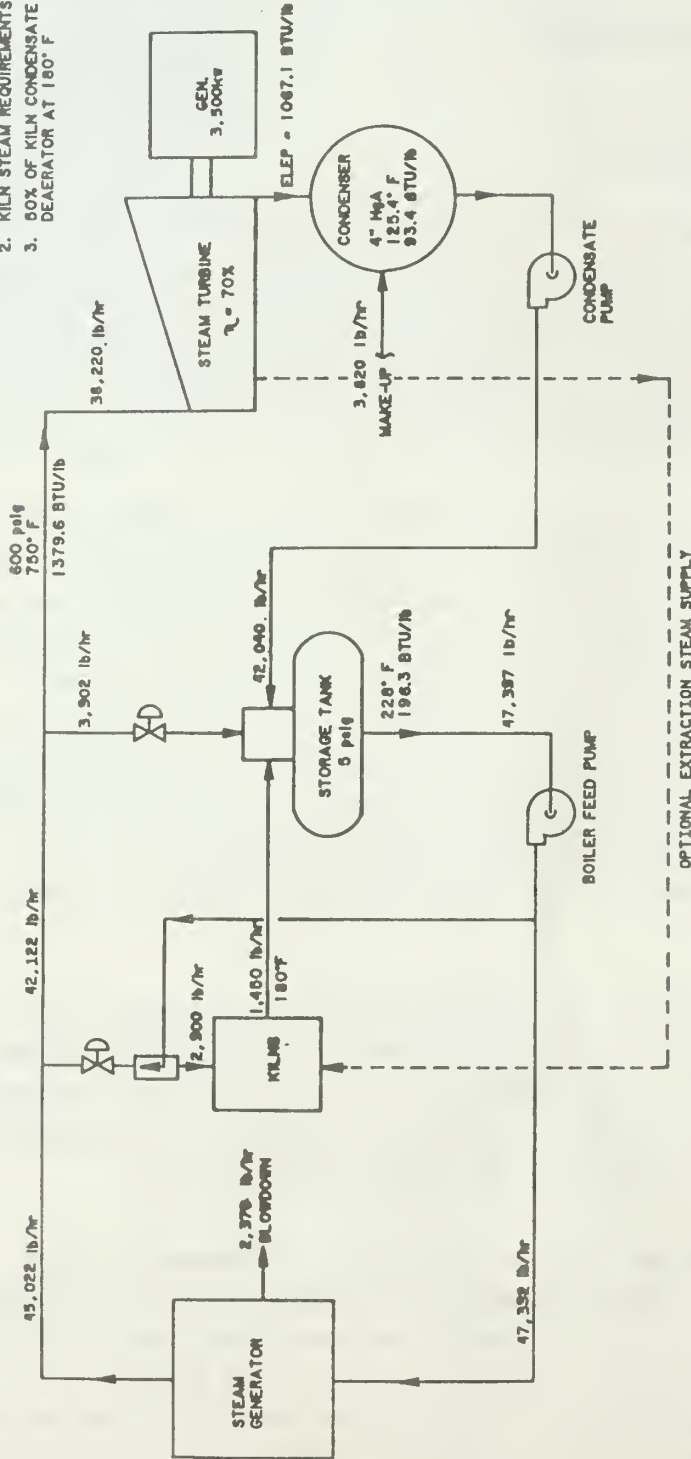 2. KILN STEAM REQUIREMENTS
3. 50% OF KILN CONDENSATE
DEAERATOR AT 180° F
GEN.
3,500kw
600 psig
750° F
1379.6 BTU/lb
38,220 lb/hr
STEAM TURBINE
η = 70%
ELEP = 1067.1 BTU/lb
CONDENSER
4" HgA
125.4° F
93.4 BTU/lb
3,820 lb/hr
MAKE-UP
CONDENSATE
PUMP
3,902 lb/hr
42,040 lb/hr
STORAGE TANK
5 psig
228° F
196.3 BTU/lb
47,397 lb/hr
BOILER FEED PUMP
OPTIONAL EXTRACTION STEAM SUPPLY
42,122 lb/hr
2,900 lb/hr
1,450 lb/hr
180°F
KILNS
45,022 lb/hr
STEAM
GENERATOR
2,370 lb/hr
BLOWDOWN
47,392 lb/hr